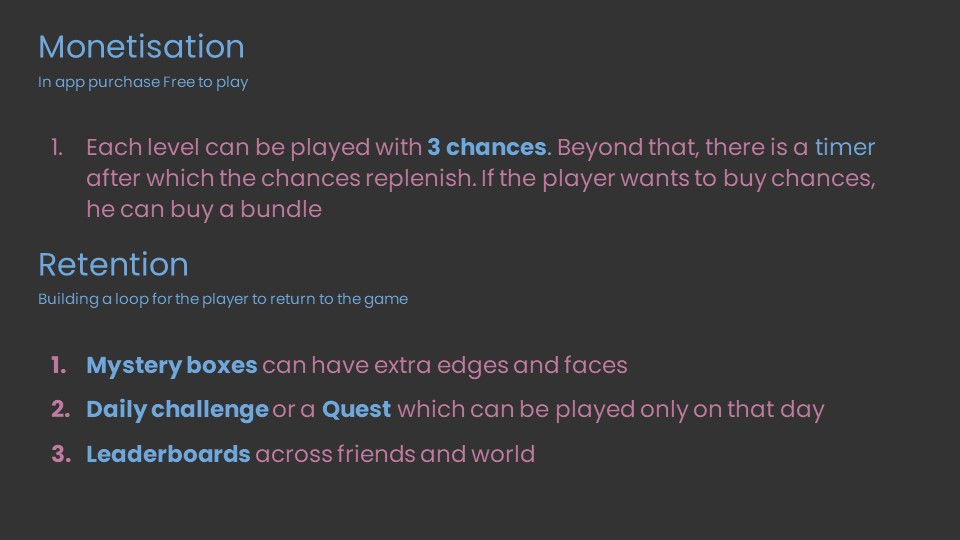 Monetisation
In app purchase Free to play
1. Each level can be played with 3 chances. Beyond that, there is a timer
after which the chances replenish. If the player wants to buy chances,
he can buy a bundle
Retention
Building a loop for the player to return to the game
1. Mystery boxes can have extra edges and faces
2. Daily challenge or a Quest which can be played only on that day
3. Leaderboards across friends and world